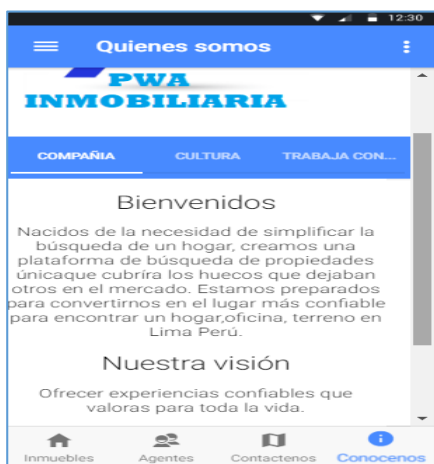 12:30
Quienes somos
PWA
INMOBILIARIA
COMPAÑIA CULTURA TRABAJA CON...
Bienvenidos
Nacidos de la necesidad de simplificar la
búsqueda de un hogar, creamos una
plataforma de búsqueda de propiedades
únicaque cubríra los huecos que dejaban
otros en el mercado. Estamos preparados
para convertirnos en el lugar más confiable
para encontrar un hogar,oficina, terreno en
Lima Perú.
Nuestra visión
Ofrecer experiencias confiables que
valoras para toda la vida.
Inmuebles Agentes Contactenos Conocenos